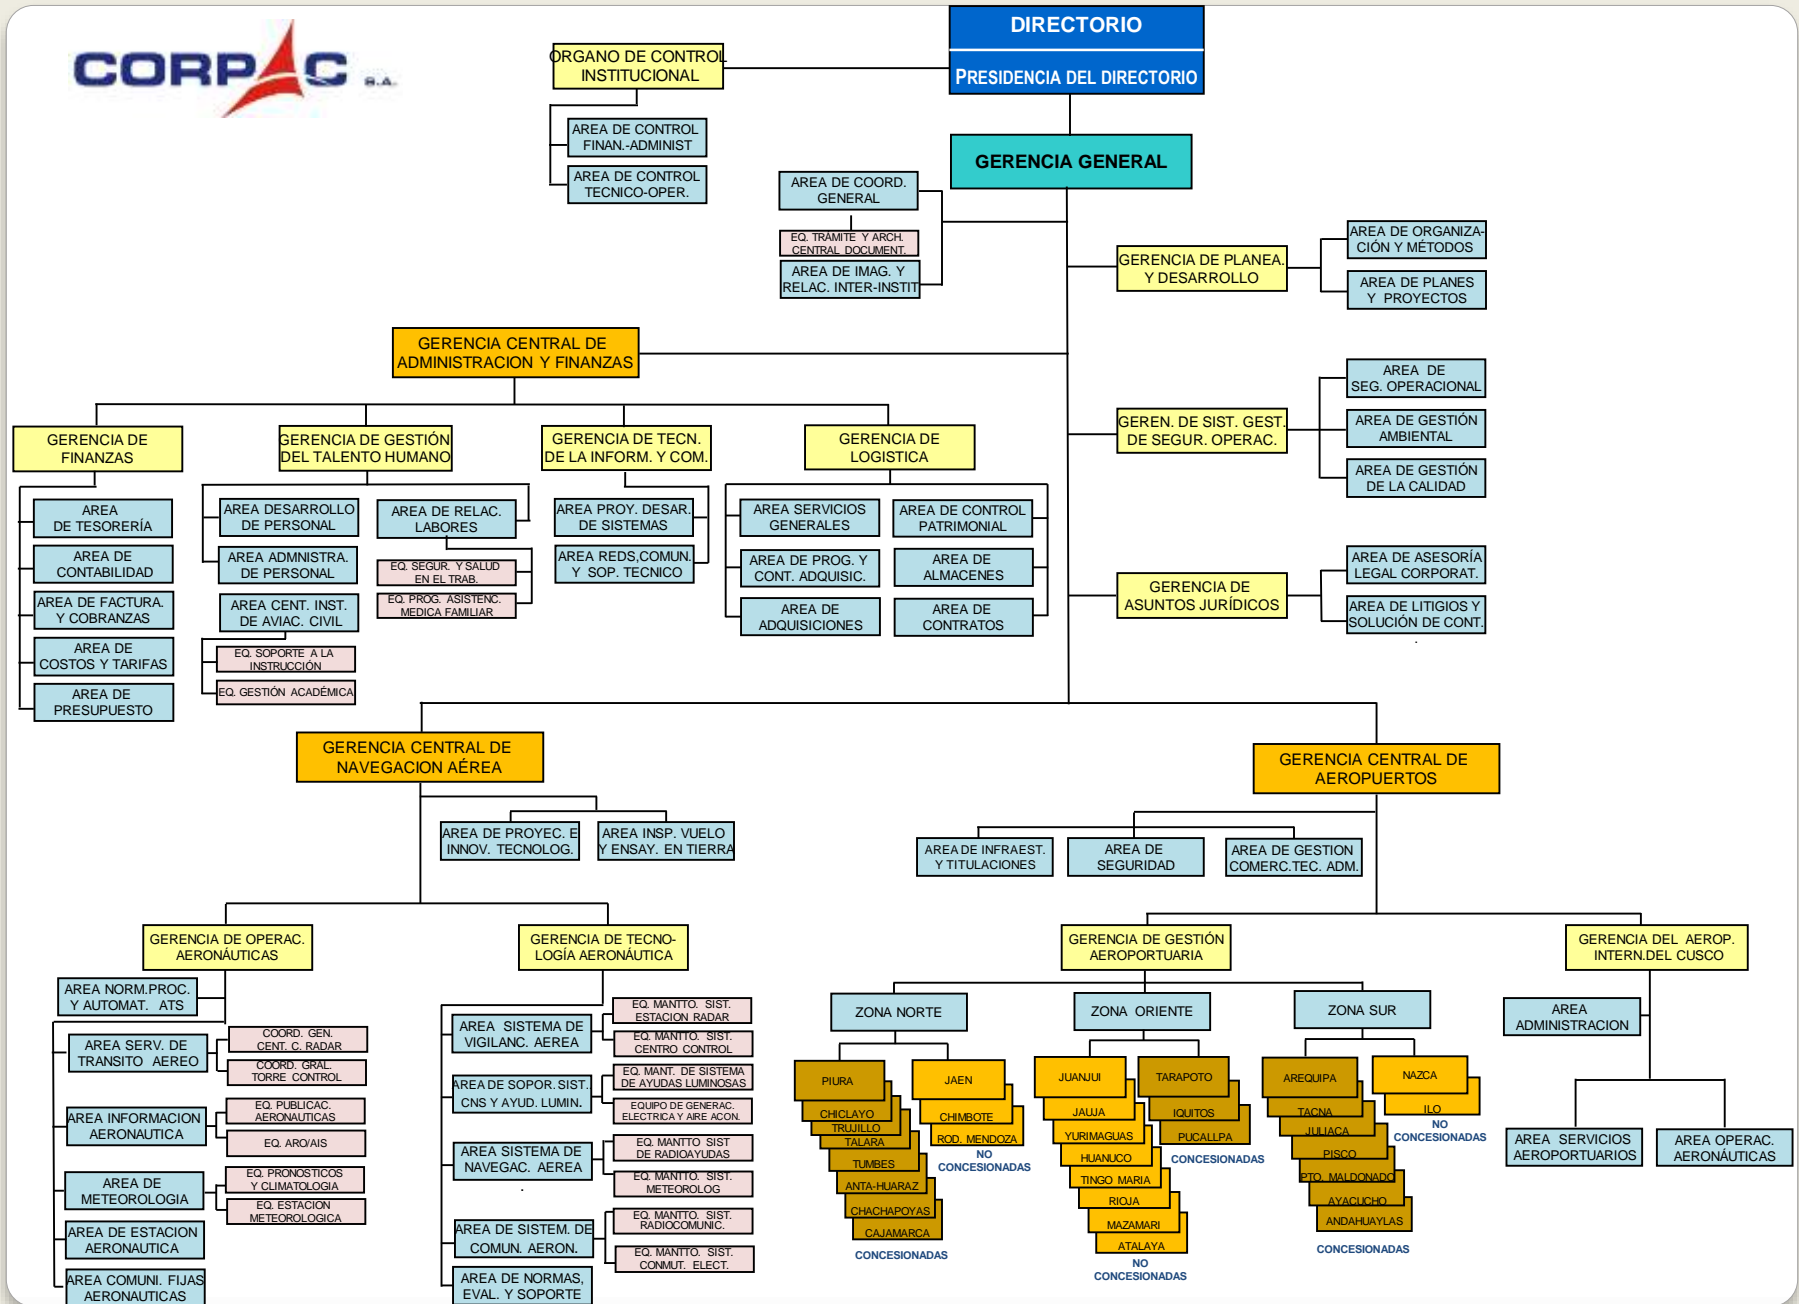 CORPAC S.A.
DIRECTORIO
PRESIDENCIA DEL DIRECTORIO
ORGANO DE CONTROL
INSTITUCIONAL
AREA DE CONTROL
FINAN.-ADMINIST
AREA DE CONTROL
TECNICO-OPER.
GERENCIA GENERAL
AREA DE COORD.
GENERAL
EQ. TRÁMITE Y ARCH.
CENTRAL DOCUMENT.
AREA DE IMAG. Y
RELAC. INTER-INSTIT
GERENCIA DE PLANEA.
Y DESARROLLO
AREA DE ORGANIZA-
CIÓN Y MÉTODOS
AREA DE PLANES
Y PROYECTOS
GERENCIA CENTRAL DE
ADMINISTRACION Y FINANZAS
GEREN. DE SIST. GEST.
DE SEGUR. OPERAC.
AREA DE
SEG. OPERACIONAL
AREA DE GESTIÓN
AMBIENTAL
AREA DE GESTIÓN
DE LA CALIDAD
GERENCIA DE
ASUNTOS JURÍDICOS
AREA DE ASESORÍA
LEGAL CORPORAT.
AREA DE LITIGIOS Y
SOLUCIÓN DE CONT.
.
GERENCIA DE
FINANZAS
AREA
DE TESORERÍA
AREA DE
CONTABILIDAD
AREA DE FACTURA.
Y COBRANZAS
AREA DE
COSTOS Y TARIFAS
AREA DE
PRESUPUESTO
GERENCIA DE GESTIÓN
DEL TALENTO HUMANO
AREA DESARROLLO
DE PERSONAL
AREA ADMNISTRA.
DE PERSONAL
AREA CENT. INST.
DE AVIAC. CIVIL
EQ. SOPORTE A LA
INSTRUCCIÓN
EQ. GESTIÓN ACADÉMICA
AREA DE RELAC.
LABORES
EQ. SEGUR. Y SALUD
EN EL TRAB.
EQ. PROG. ASISTENC.
MEDICA FAMILIAR
GERENCIA DE TECN.
DE LA INFORM. Y COM.
AREA PROY. DESAR.
DE SISTEMAS
AREA REDS,COMUN.
Y SOP. TECNICO
GERENCIA DE
LOGISTICA
AREA SERVICIOS
GENERALES
AREA DE PROG. Y
CONT. ADQUISIC.
AREA DE
ADQUISICIONES
AREA DE CONTROL
PATRIMONIAL
AREA DE
ALMACENES
AREA DE
CONTRATOS
GERENCIA CENTRAL DE
NAVEGACION AÉREA
AREA DE PROYEC. E
INNOV. TECNOLOG.
AREA INSP. VUELO
Y ENSAY. EN TIERRA
GERENCIA DE OPERAC.
AERONÁUTICAS
AREA NORM.PROC.
Y AUTOMAT. ATS
AREA SERV. DE
TRANSITO AEREO
COORD. GEN.
CENT. C. RADAR
COORD. GRAL.
TORRE CONTROL
AREA INFORMACION
AERONAUTICA
EQ. PUBLICAC.
AERONAUTICAS
EQ. ARO/AIS
AREA DE
METEOROLOGIA
EQ. PRONOSTICOS
Y CLIMATOLOGIA
EQ. ESTACION
METEOROLOGICA
AREA DE ESTACION
AERONAUTICA
AREA COMUNI. FIJAS
AERONAUTICAS
GERENCIA DE TECNO-
LOGÍA AERONÁUTICA
AREA SISTEMA DE
VIGILANC. AEREA
EQ. MANTTO. SIST.
ESTACION RADAR
EQ. MANTTO. SIST.
CENTRO CONTROL
AREA DE SOPOR. SIST..
CNS Y AYUD. LUMIN.
EQ. MANT. DE SISTEMA
DE AYUDAS LUMINOSAS
EQUIPO DE GENERAC.
ELECTRICA Y AIRE ACON.
AREA SISTEMA DE
NAVEGAC. AEREA
.
EQ. MANTTO SIST
DE RADIOAYUDAS
EQ. MANTTO. SIST.
METEOROLOG
AREA DE SISTEM. DE
COMUN. AERON.
EQ. MANTTO. SIST.
RADIOCOMUNIC.
EQ. MANTTO. SIST.
CONMUT. ELECT.
AREA DE NORMAS,
EVAL. Y SOPORTE
GERENCIA CENTRAL DE
AEROPUERTOS
AREA DE INFRAEST.
Y TITULACIONES
AREA DE
SEGURIDAD
AREA DE GESTION
COMERC.TEC. ADM.
GERENCIA DE GESTIÓN
AEROPORTUARIA
ZONA NORTE
PIURA
CHICLAYO
TRUJILLO
TALARA
TUMBES
ANTA-HUARAZ
CHACHAPOYAS
CAJAMARCA
CONCESIONADAS
JAEN
CHIMBOTE
ROD. MENDOZA
NO
CONCESIONADAS
ZONA ORIENTE
JUANJUI
JAUJA
YURIMAGUAS
HUANUCO
TINGO MARIA
RIOJA
MAZAMARI
ATALAYA
NO
CONCESIONADAS
TARAPOTO
IQUITOS
PUCALLPA
CONCESIONADAS
ZONA SUR
AREQUIPA
TACNA
JULIACA
PISCO
PTO. MALDONADO
AYACUCHO
ANDAHUAYLAS
CONCESIONADAS
NAZCA
ILO
NO
CONCESIONADAS
GERENCIA DEL AEROP.
INTERN.DEL CUSCO
AREA
ADMINISTRACION
AREA SERVICIOS
AEROPORTUARIOS
AREA OPERAC.
AERONÁUTICAS